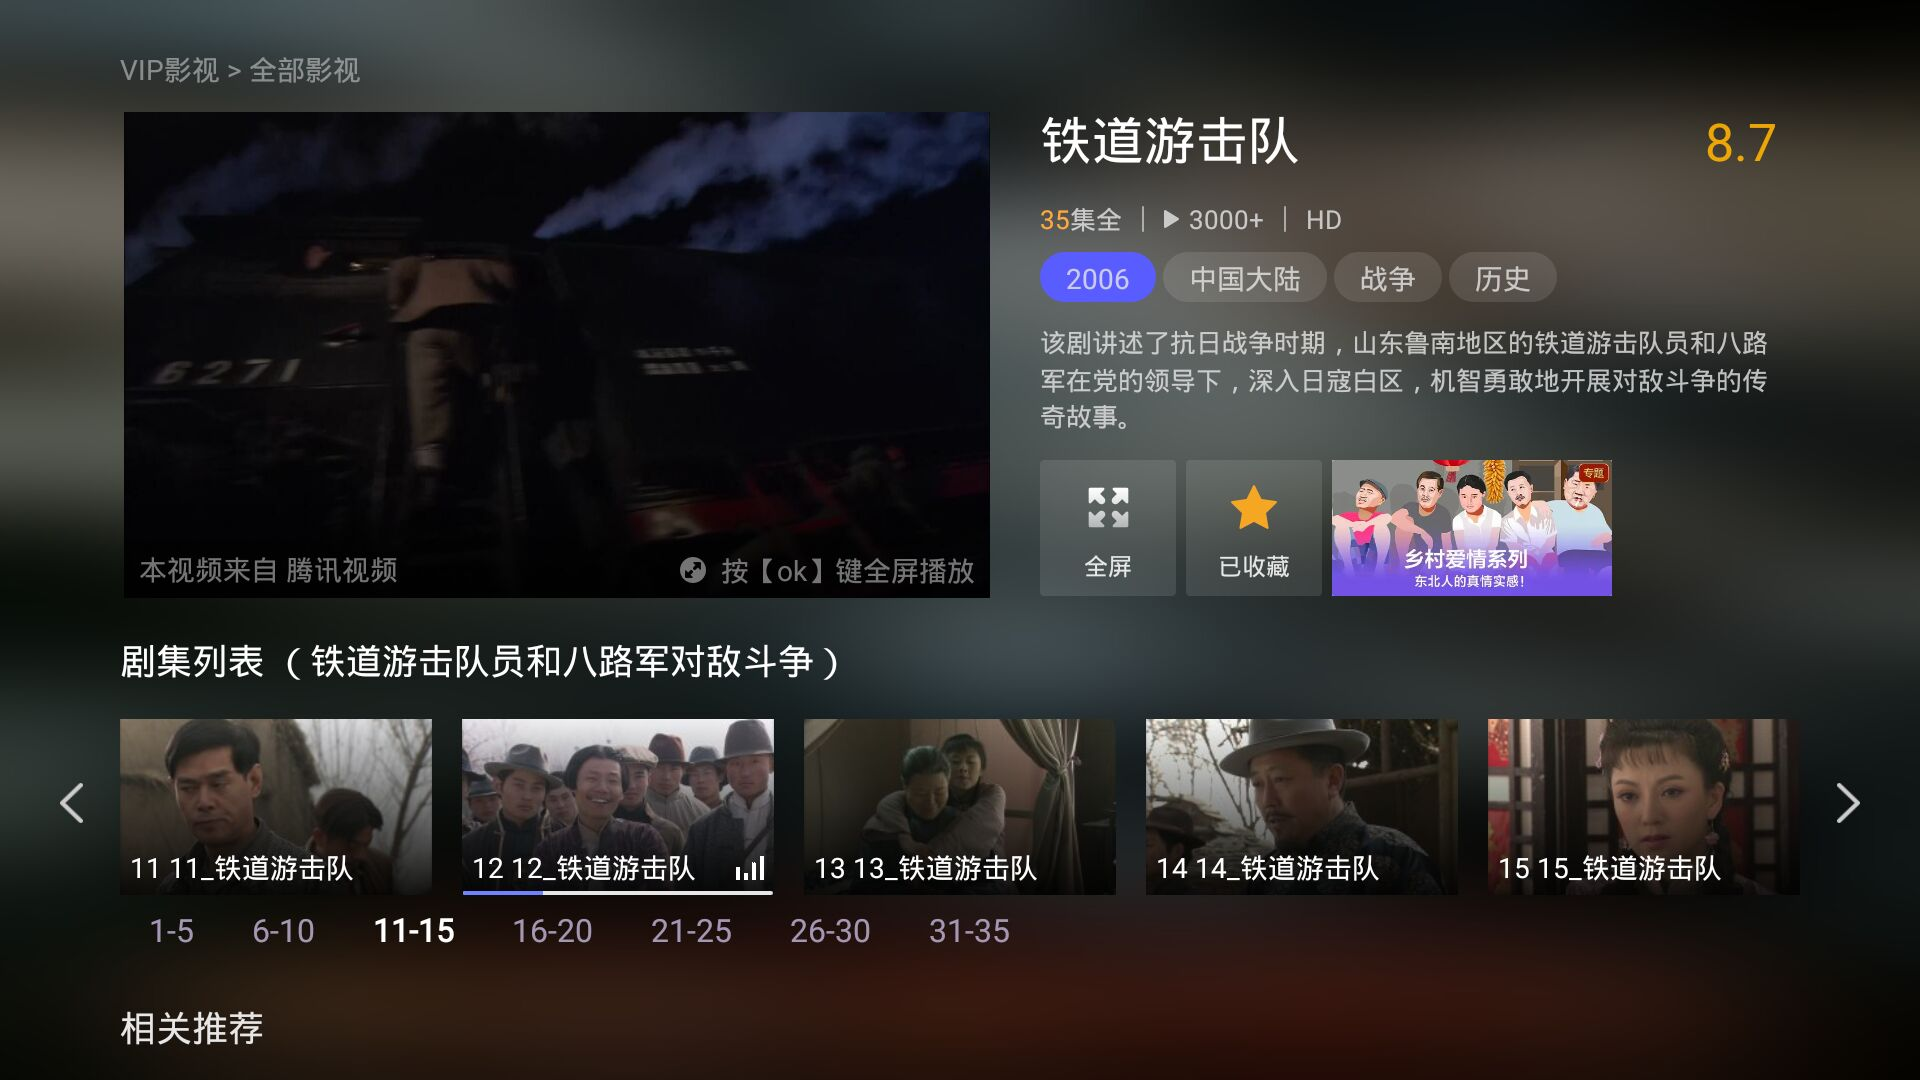 VIP影视 > 全部影视
6271
本视频来自 腾讯视频
按【ok】键全屏播放
铁道游击队
8.7
35集全 | 3000+ | HD
2006 中国大陆 战争 历史
该剧讲述了抗日战争时期，山东鲁南地区的铁道游击队员和八路
军在党的领导下，深入日寇白区，机智勇敢地开展对敌斗争的传
奇故事。
全屏
已收藏
专题
乡村爱情系列
东北人的真情实感!
剧集列表 （铁道游击队员和八路军对敌斗争）
11 11_铁道游击队
12 12_铁道游击队
13 13_铁道游击队
14 14_铁道游击队
15 15_铁道游击队
1-5 6-10 11-15 16-20 21-25 26-30 31-35
相关推荐